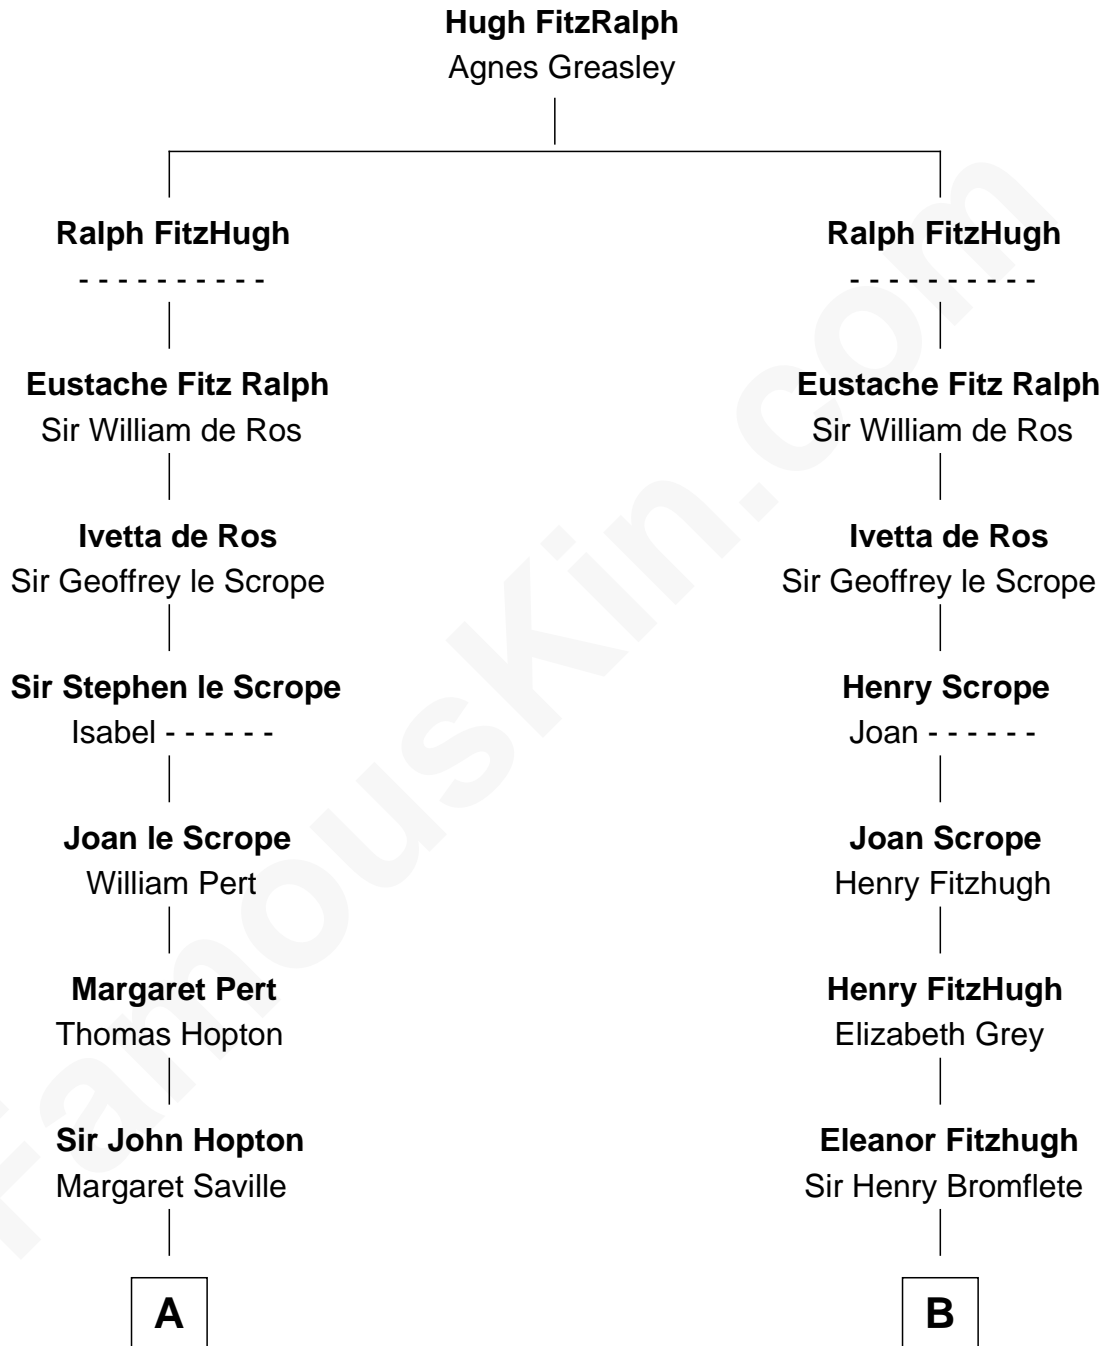 Hugh FitzRalph
Agnes Greasley
Ralph FitzHugh
- - - - - - - - - -
Eustache Fitz Ralph
Sir William de Ros
Ivetta de Ros
Sir Geoffrey le Scrope
Sir Stephen le Scrope
Isabel - - - - - -
Joan le Scrope
William Pert
Margaret Pert
Thomas Hopton
Sir John Hopton
Margaret Saville
A
Ralph FitzHugh
- - - - - - - - - -
Eustache Fitz Ralph
Sir William de Ros
Ivetta de Ros
Sir Geoffrey le Scrope
Henry Scrope
Joan - - - - - -
Joan Scrope
Henry Fitzhugh
Henry FitzHugh
Elizabeth Grey
Eleanor Fitzhugh
Sir Henry Bromflete
B
FamousKin.com